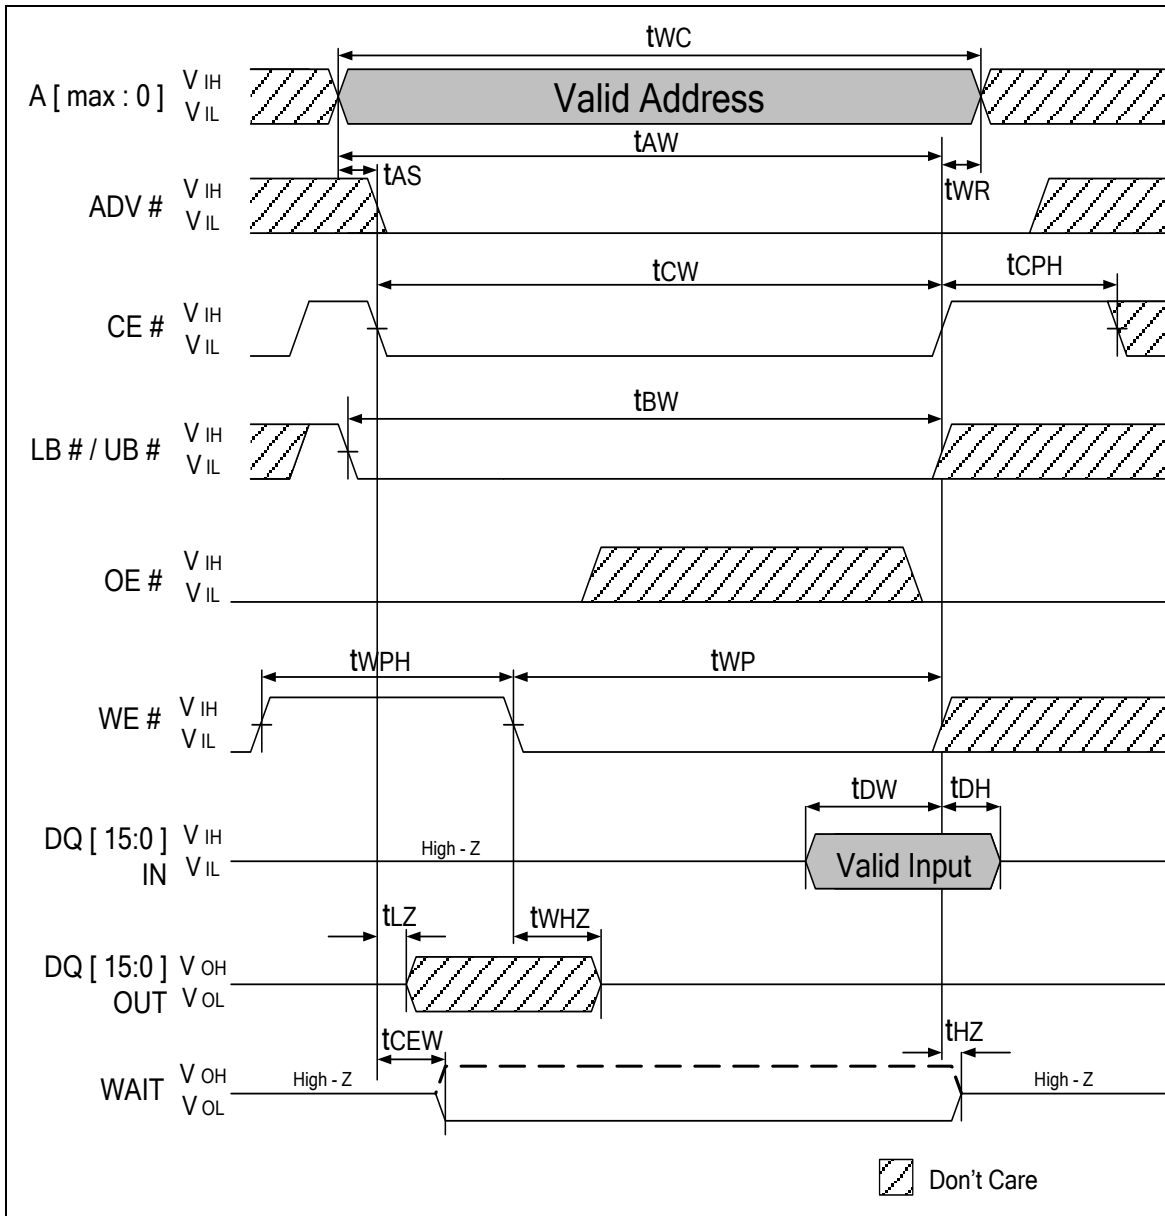 tWC
A [ max : 0 ] V IH
V IL
Valid Address
tAW
tAS
tWR
ADV # V IH
V IL
tCW
tCPH
CE # V IH
V IL
tBW
LB # / UB # V IH
V IL
OE # V IH
V IL
tWPH
tWP
WE # V IH
V IL
tDW
tDH
DQ [ 15:0 ] V IH
IN V IL
High - Z
Valid Input
tLZ
tWHZ
DQ [ 15:0 ] V OH
OUT V OL
tCEW
tHZ
WAIT V OH
V OL
High - Z
High - Z
Don't Care